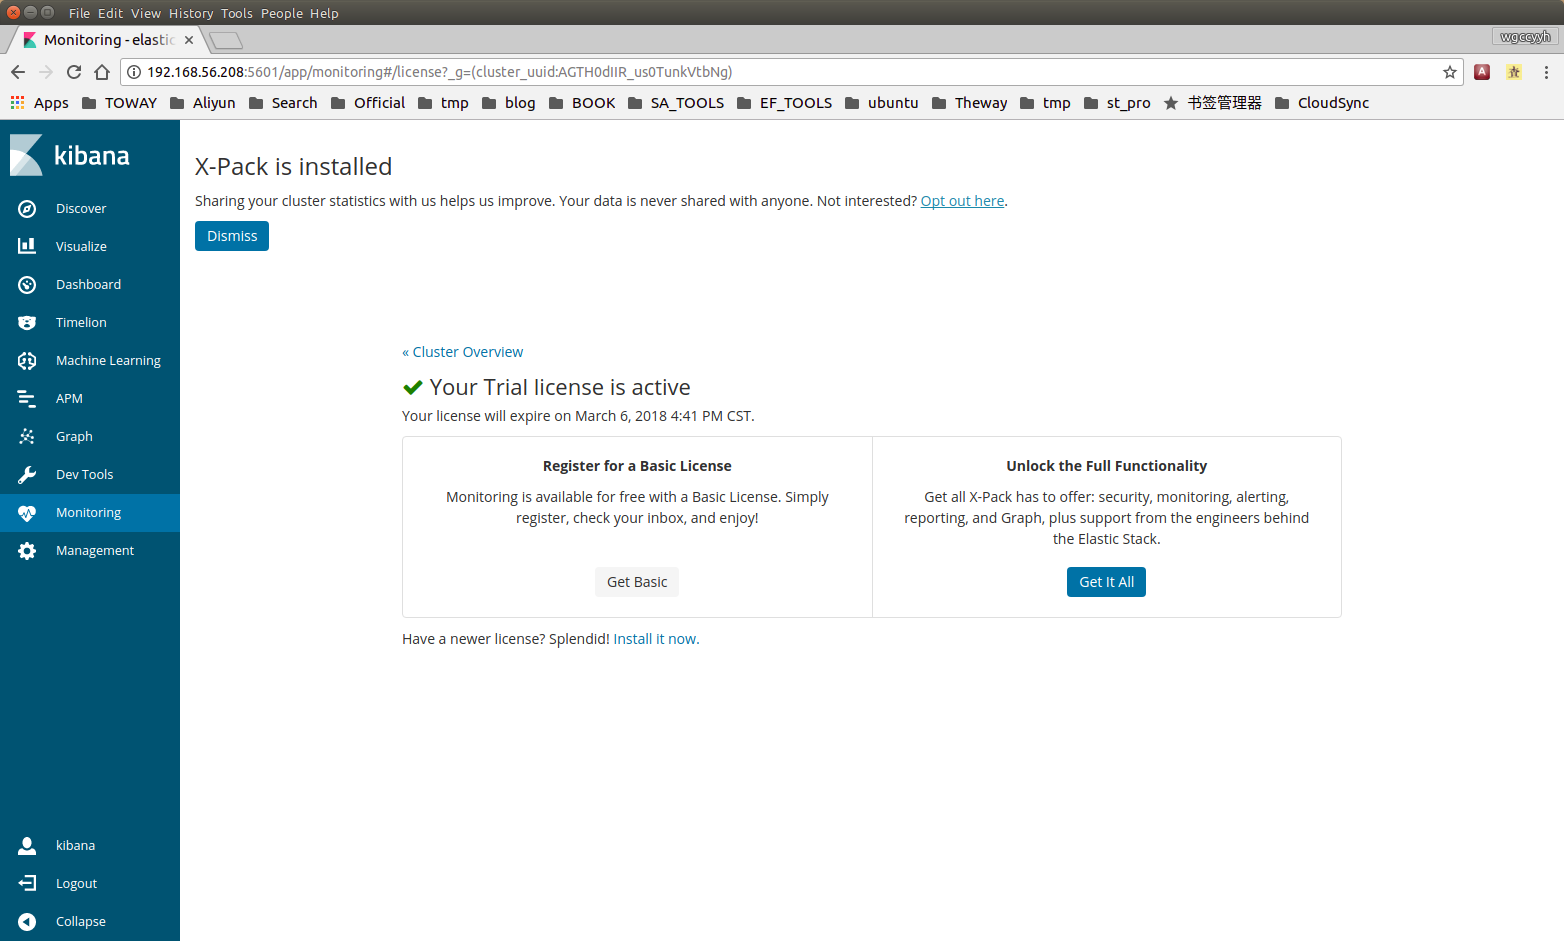 File Edit View History Tools People Help
Monitoring - elastic
wgccyyh
192.168.56.208:5601/app/monitoring#/license?_g=(cluster_uuid:AGTH0dIIR_us0TunkVtbNg)
Apps TOWAY Aliyun Search Official tmp blog BOOK SA_TOOLS EF_TOOLS ubuntu Theway tmp st_pro 书签管理器 CloudSync
kibana
Discover
Visualize
Dashboard
Timelion
Machine Learning
APM
Graph
Dev Tools
Monitoring
Management
kibana
Logout
Collapse
X-Pack is installed
Sharing your cluster statistics with us helps us improve. Your data is never shared with anyone. Not interested? Opt out here.
Dismiss
« Cluster Overview
Your Trial license is active
Your license will expire on March 6, 2018 4:41 PM CST.
Register for a Basic License
Monitoring is available for free with a Basic License. Simply
register, check your inbox, and enjoy!
Get Basic
Unlock the Full Functionality
Get all X-Pack has to offer: security, monitoring, alerting,
reporting, and Graph, plus support from the engineers behind
the Elastic Stack.
Get It All
Have a newer license? Splendid! Install it now.